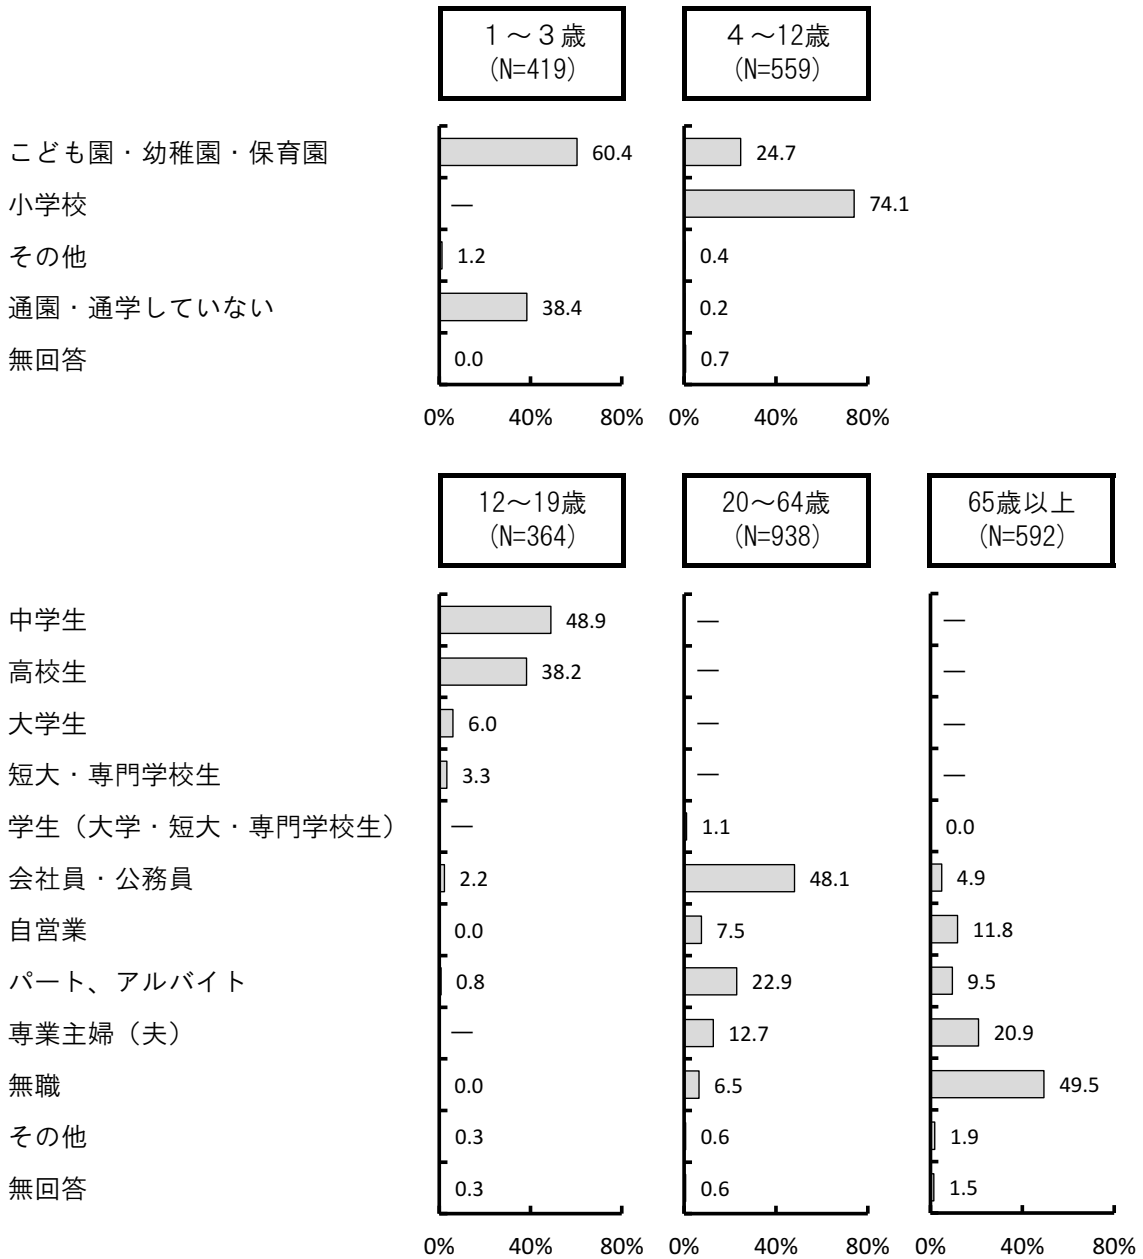 １～３歳 ４～12歳
(N=419) (N=559)
こども園・幼稚園・保育園 60.4 24.7
小学校 ― 74.1
その他 1.2 0.4
通園・通学していない 38.4 0.2
無回答 0.0 0.7
0% 40% 80% 0% 40% 80%
12～19歳 20～64歳 65歳以上
(N=364) (N=938) (N=592)
中学生 48.9 ― ―
高校生 38.2 ― ―
大学生 6.0 ― ―
短大・専門学校生 3.3 ― ―
学生（大学・短大・専門学校生） ― 1.1 0.0
会社員・公務員 2.2 48.1 4.9
自営業 0.0 7.5 11.8
パート、アルバイト 0.8 22.9 9.5
専業主婦（夫） ― 12.7 20.9
無職 0.0 6.5 49.5
その他 0.3 0.6 1.9
無回答 0.3 0.6 1.5
0% 40% 80% 0% 40% 80% 0% 40% 80%